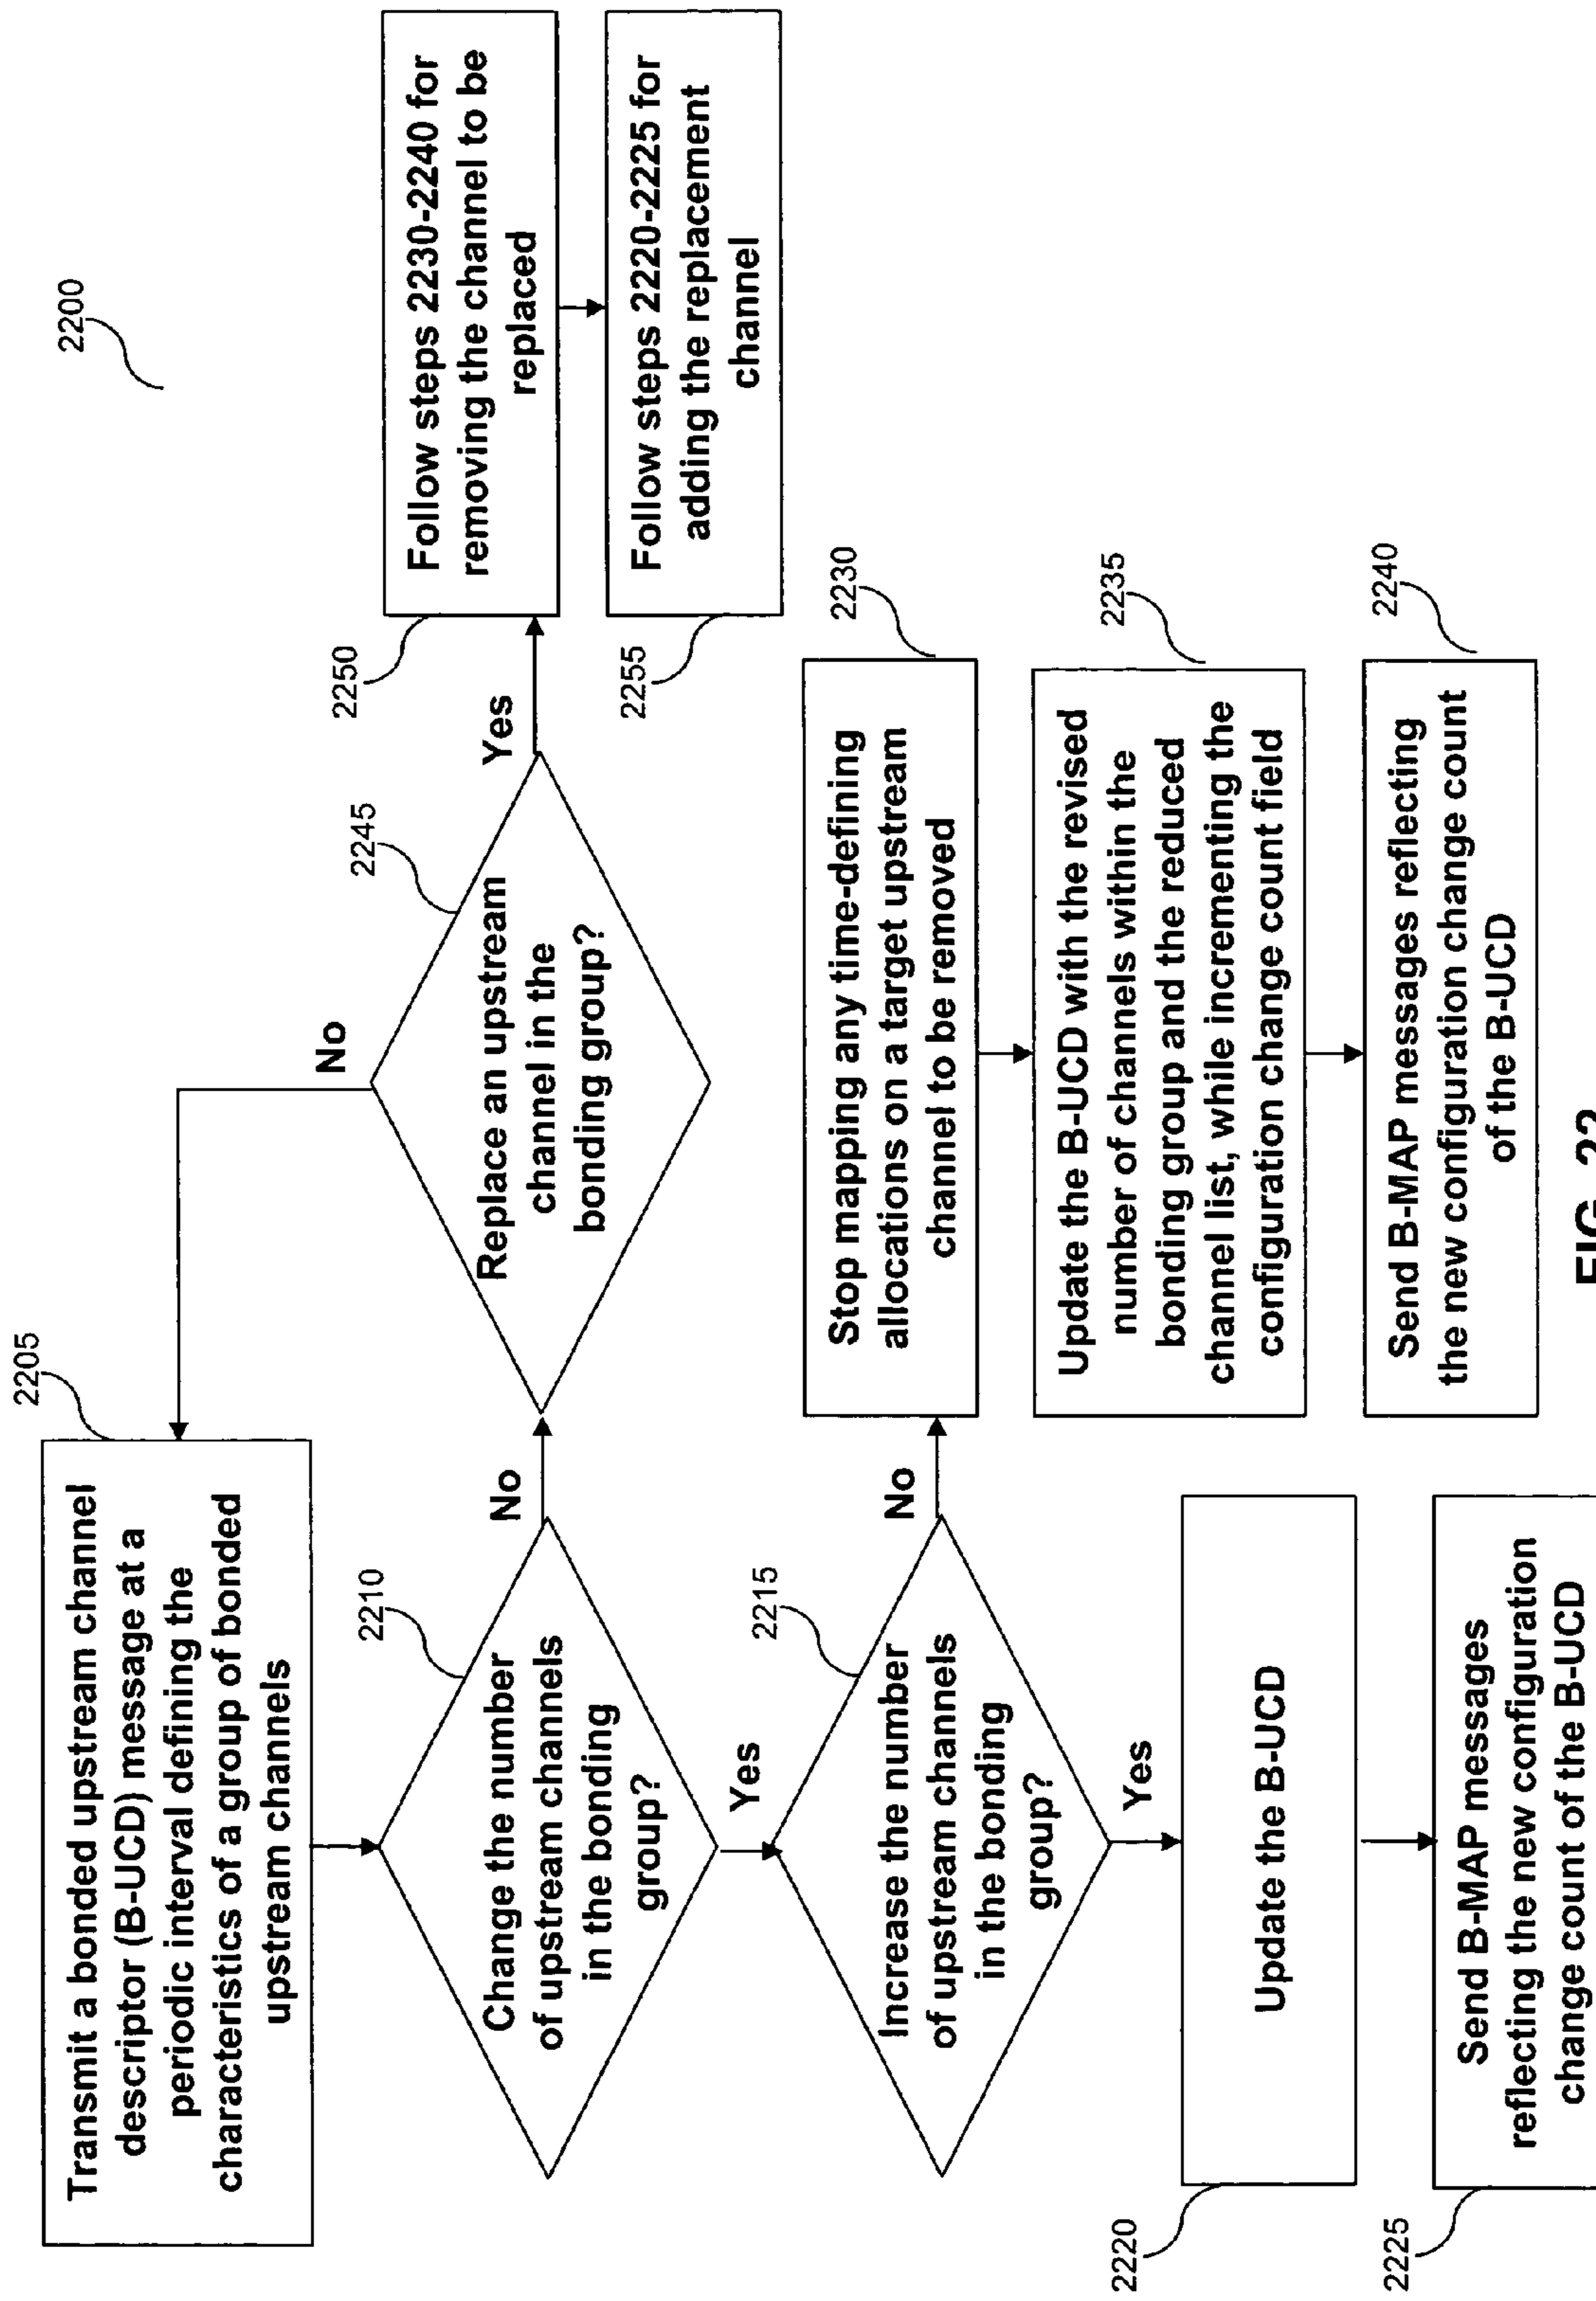 2200
2205
Transmit a bonded upstream channel
descriptor (B-UCD) message at a
periodic interval defining the
characteristics of a group of bonded
upstream channels
2210
Change the number
of upstream channels
in the bonding
group?
No
Yes
2245
Replace an upstream
channel in the
bonding group?
No
Yes
2250
Follow steps 2230-2240 for
removing the channel to be
replaced
2255
Follow steps 2220-2225 for
adding the replacement
channel
2215
Increase the number
of upstream channels
in the bonding
group?
No
Yes
2220
Update the B-UCD
2225
Send B-MAP messages
reflecting the new configuration
change count of the B-UCD
2230
Stop mapping any time-defining
allocations on a target upstream
channel to be removed
2235
Update the B-UCD with the revised
number of channels within the
bonding group and the reduced
channel list, while incrementing the
configuration change count field
2240
Send B-MAP messages reflecting
the new configuration change count
of the B-UCD
FIG. 22